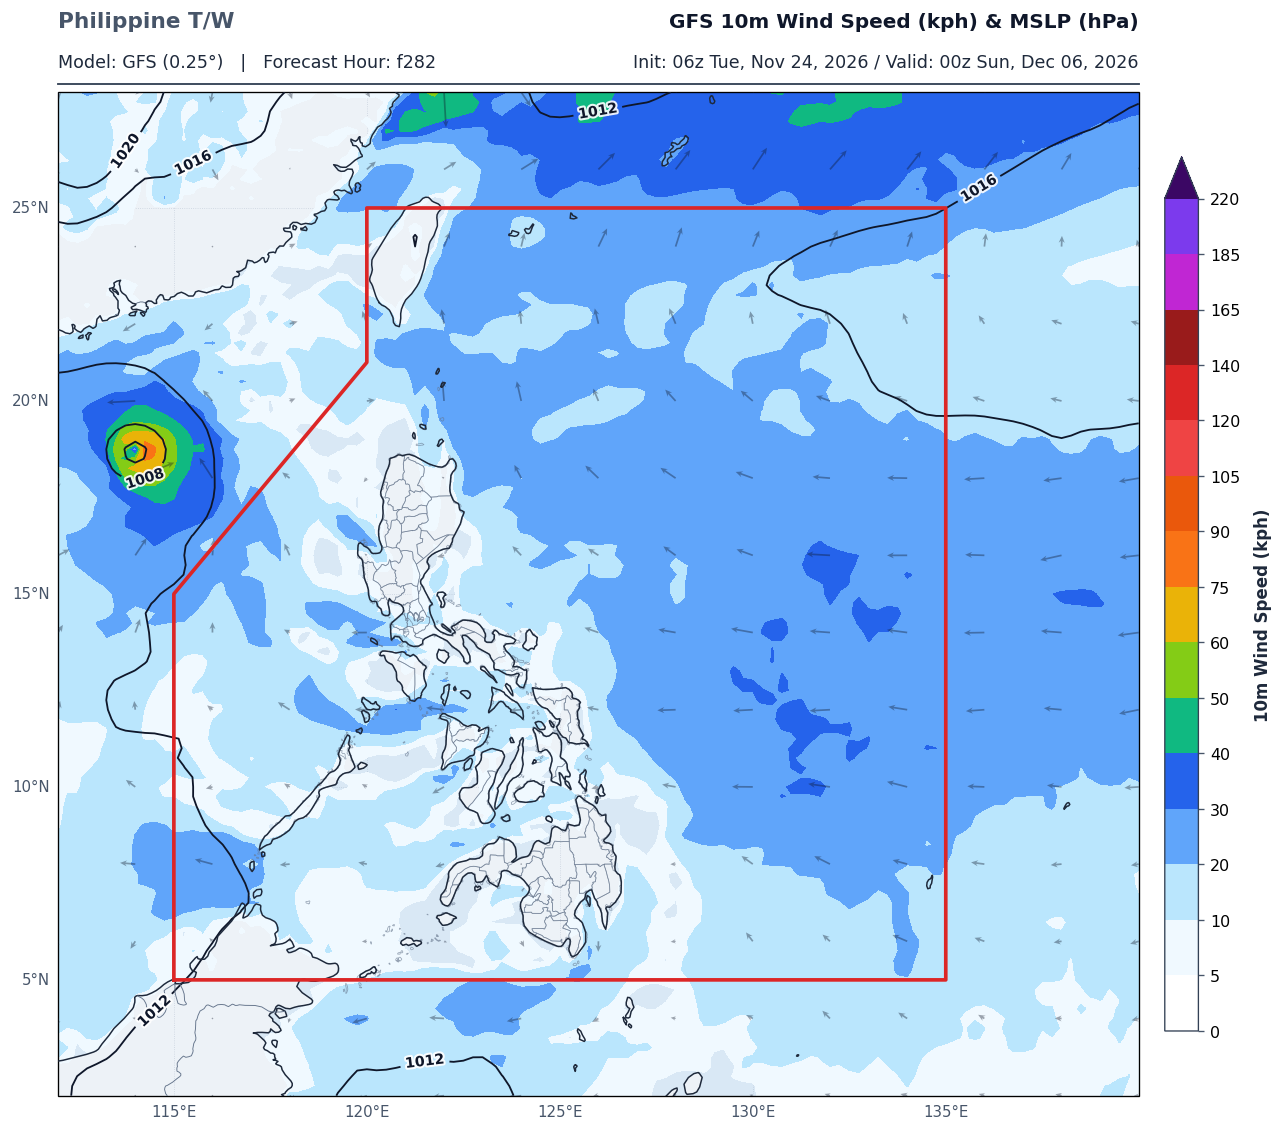 Philippine T/W
GFS 10m Wind Speed (kph) & MSLP (hPa)
Model: GFS (0.25°) | Forecast Hour: f282
Init: 06z Tue, Nov 24, 2026 / Valid: 00z Sun, Dec 06, 2026
1012
1020
1016
1016
1008
1012
1012
25°N
20°N
15°N
10°N
5°N
115°E
120°E
125°E
130°E
135°E
220
185
165
140
120
105
90
75
60
50
40
30
20
10
5
0
10m Wind Speed (kph)